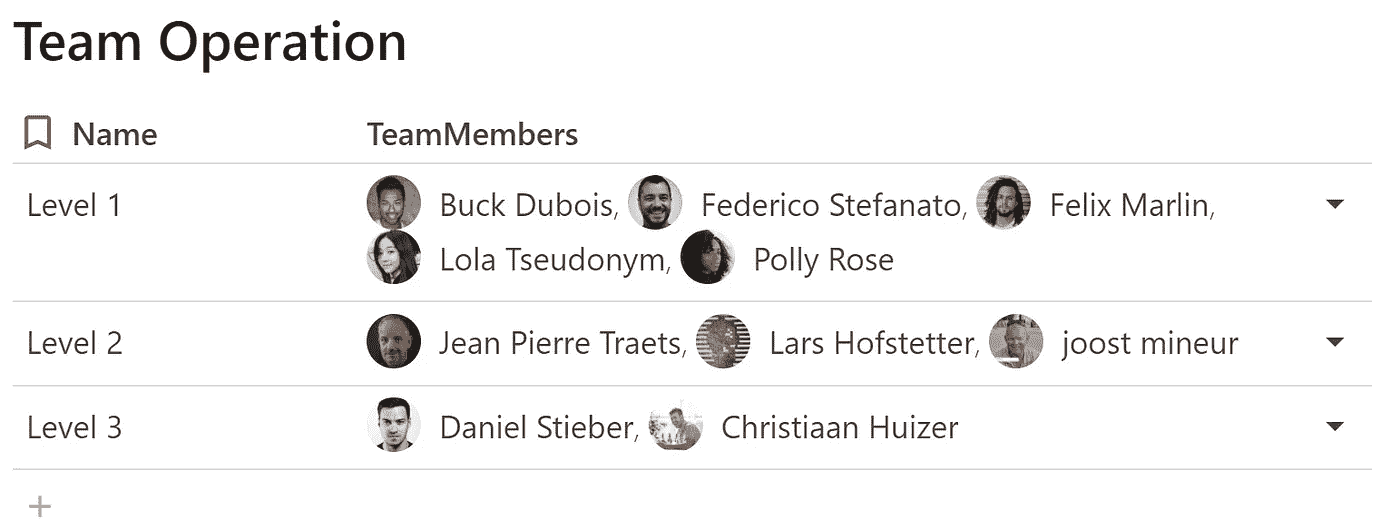 Team Operation
Name TeamMembers
Level 1 Buck Dubois, Federico Stefanato, Felix Marlin,
Lola Tseudonym, Polly Rose
Level 2 Jean Pierre Traets, Lars Hofstetter, joost mineur
Level 3 Daniel Stieber, Christiaan Huizer